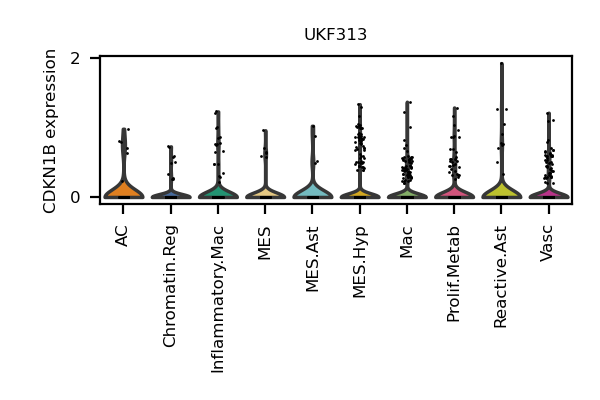 UKF313
CDKN1B expression
2
0
AC
Chromatin.Reg
Inflammatory.Mac
MES
MES.Ast
MES.Hyp
Mac
Prolif.Metab
Reactive.Ast
Vasc